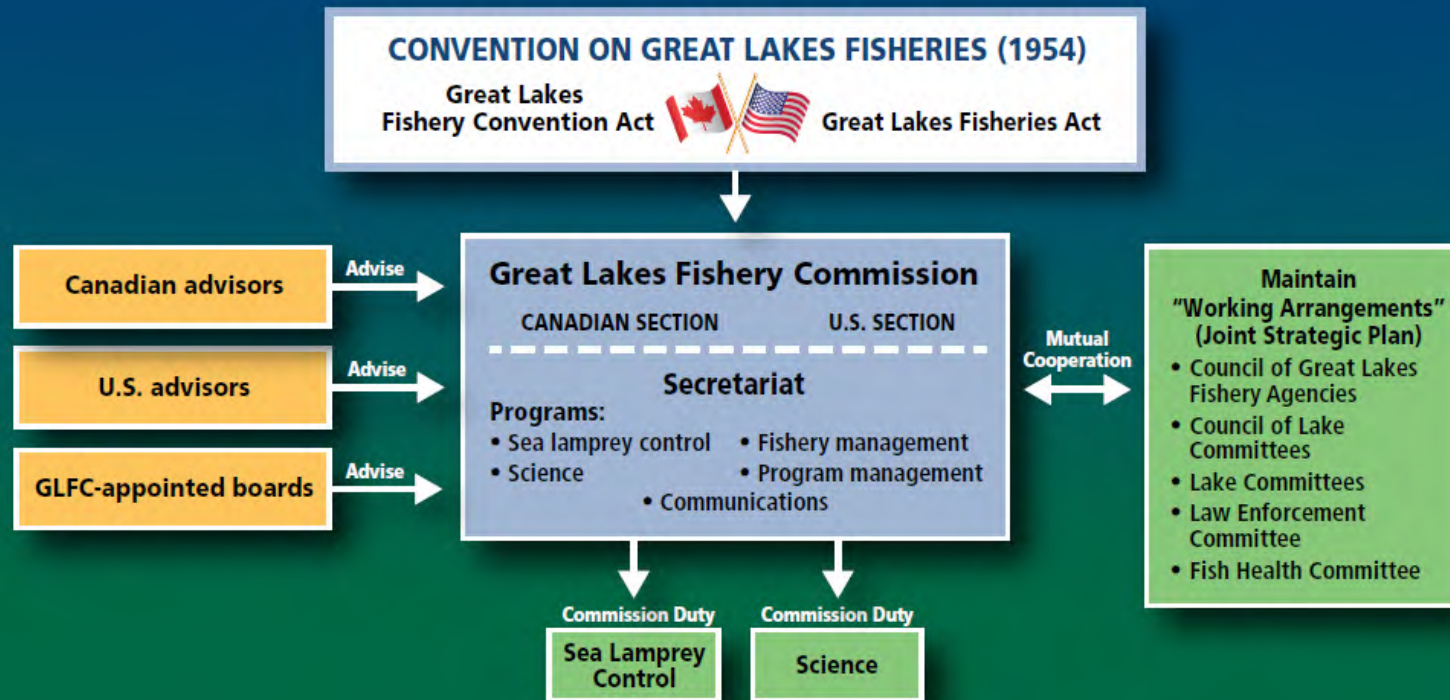 CONVENTION ON GREAT LAKES FISHERIES (1954)
Great Lakes
Fishery Convention Act
Great Lakes Fisheries Act
Canadian advisors
Advise
U.S. advisors
Advise
GLFC-appointed boards
Advise
Great Lakes Fishery Commission
CANADIAN SECTION
U.S. SECTION
Secretariat
Programs:
• Sea lamprey control
• Fishery management
• Science
• Program management
• Communications
Mutual
Cooperation
Maintain
“Working Arrangements”
(Joint Strategic Plan)
• Council of Great Lakes
Fishery Agencies
• Council of Lake
Committees
• Lake Committees
• Law Enforcement
Committee
• Fish Health Committee
Commission Duty
Sea Lamprey
Control
Commission Duty
Science